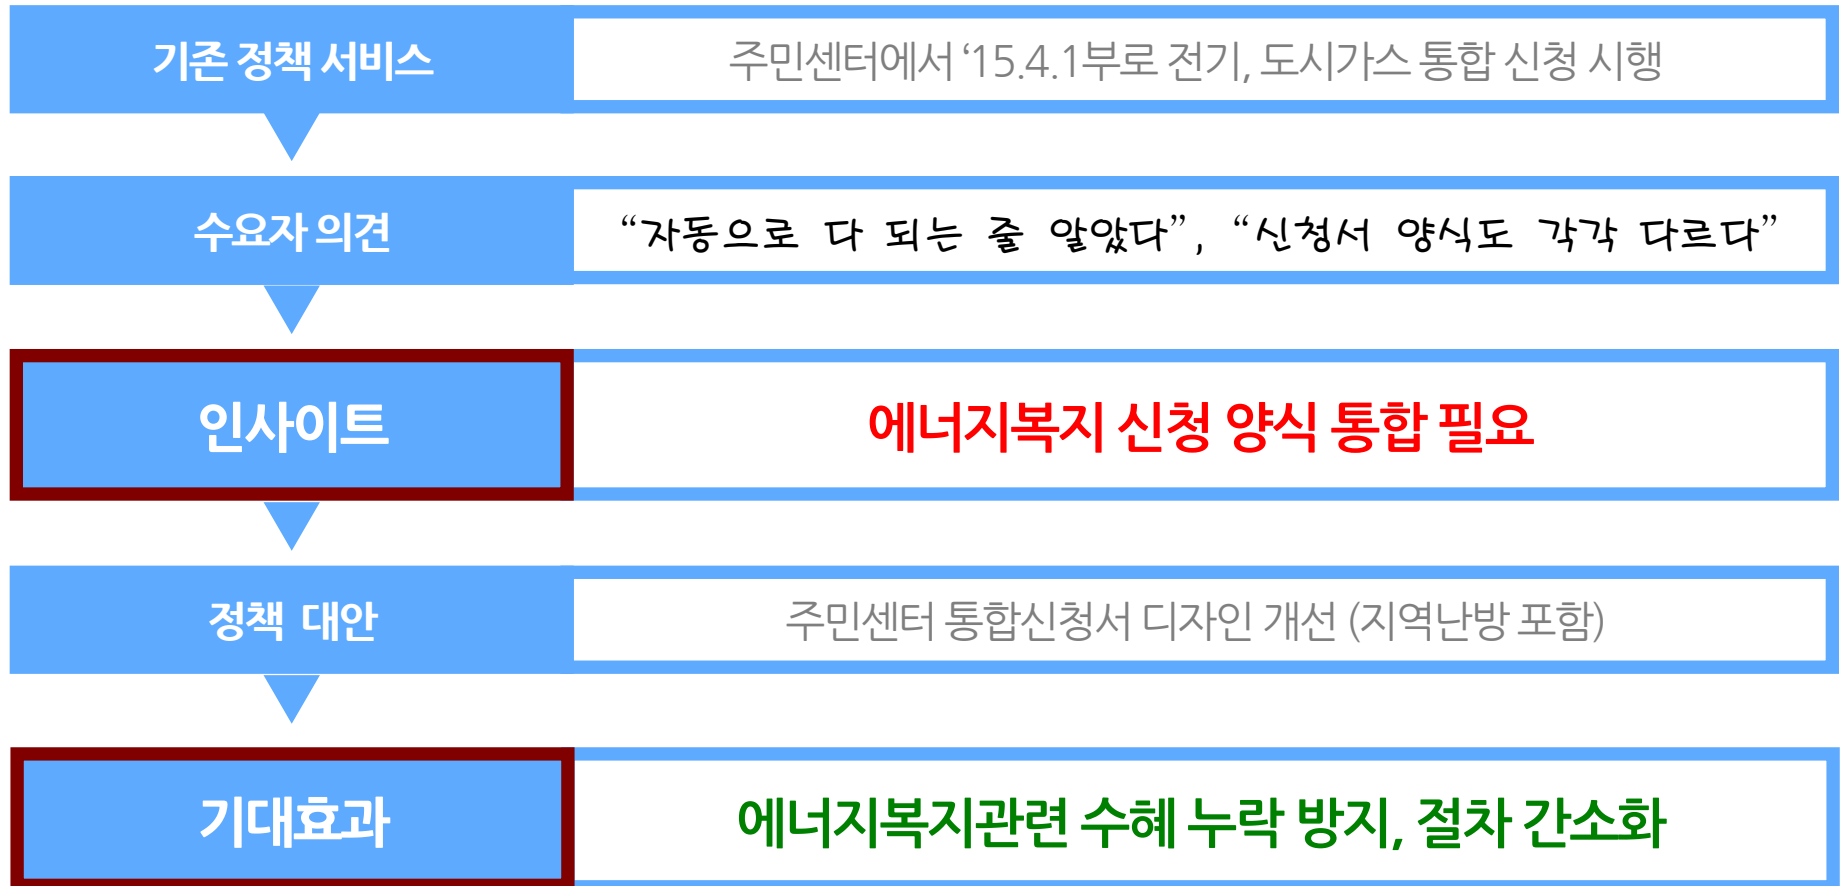 기존 정책 서비스
주민센터에서 ‘15.4.1부로 전기, 도시가스 통합 신청 시행
수요자 의견
“자동으로 다 되는 줄 알았다”, “신청서 양식도 각각 다르다”
인사이트
에너지복지 신청 양식 통합 필요
정책 대안
주민센터 통합신청서 디자인 개선 (지역난방 포함)
기대효과
에너지복지관련 수혜 누락 방지, 절차 간소화